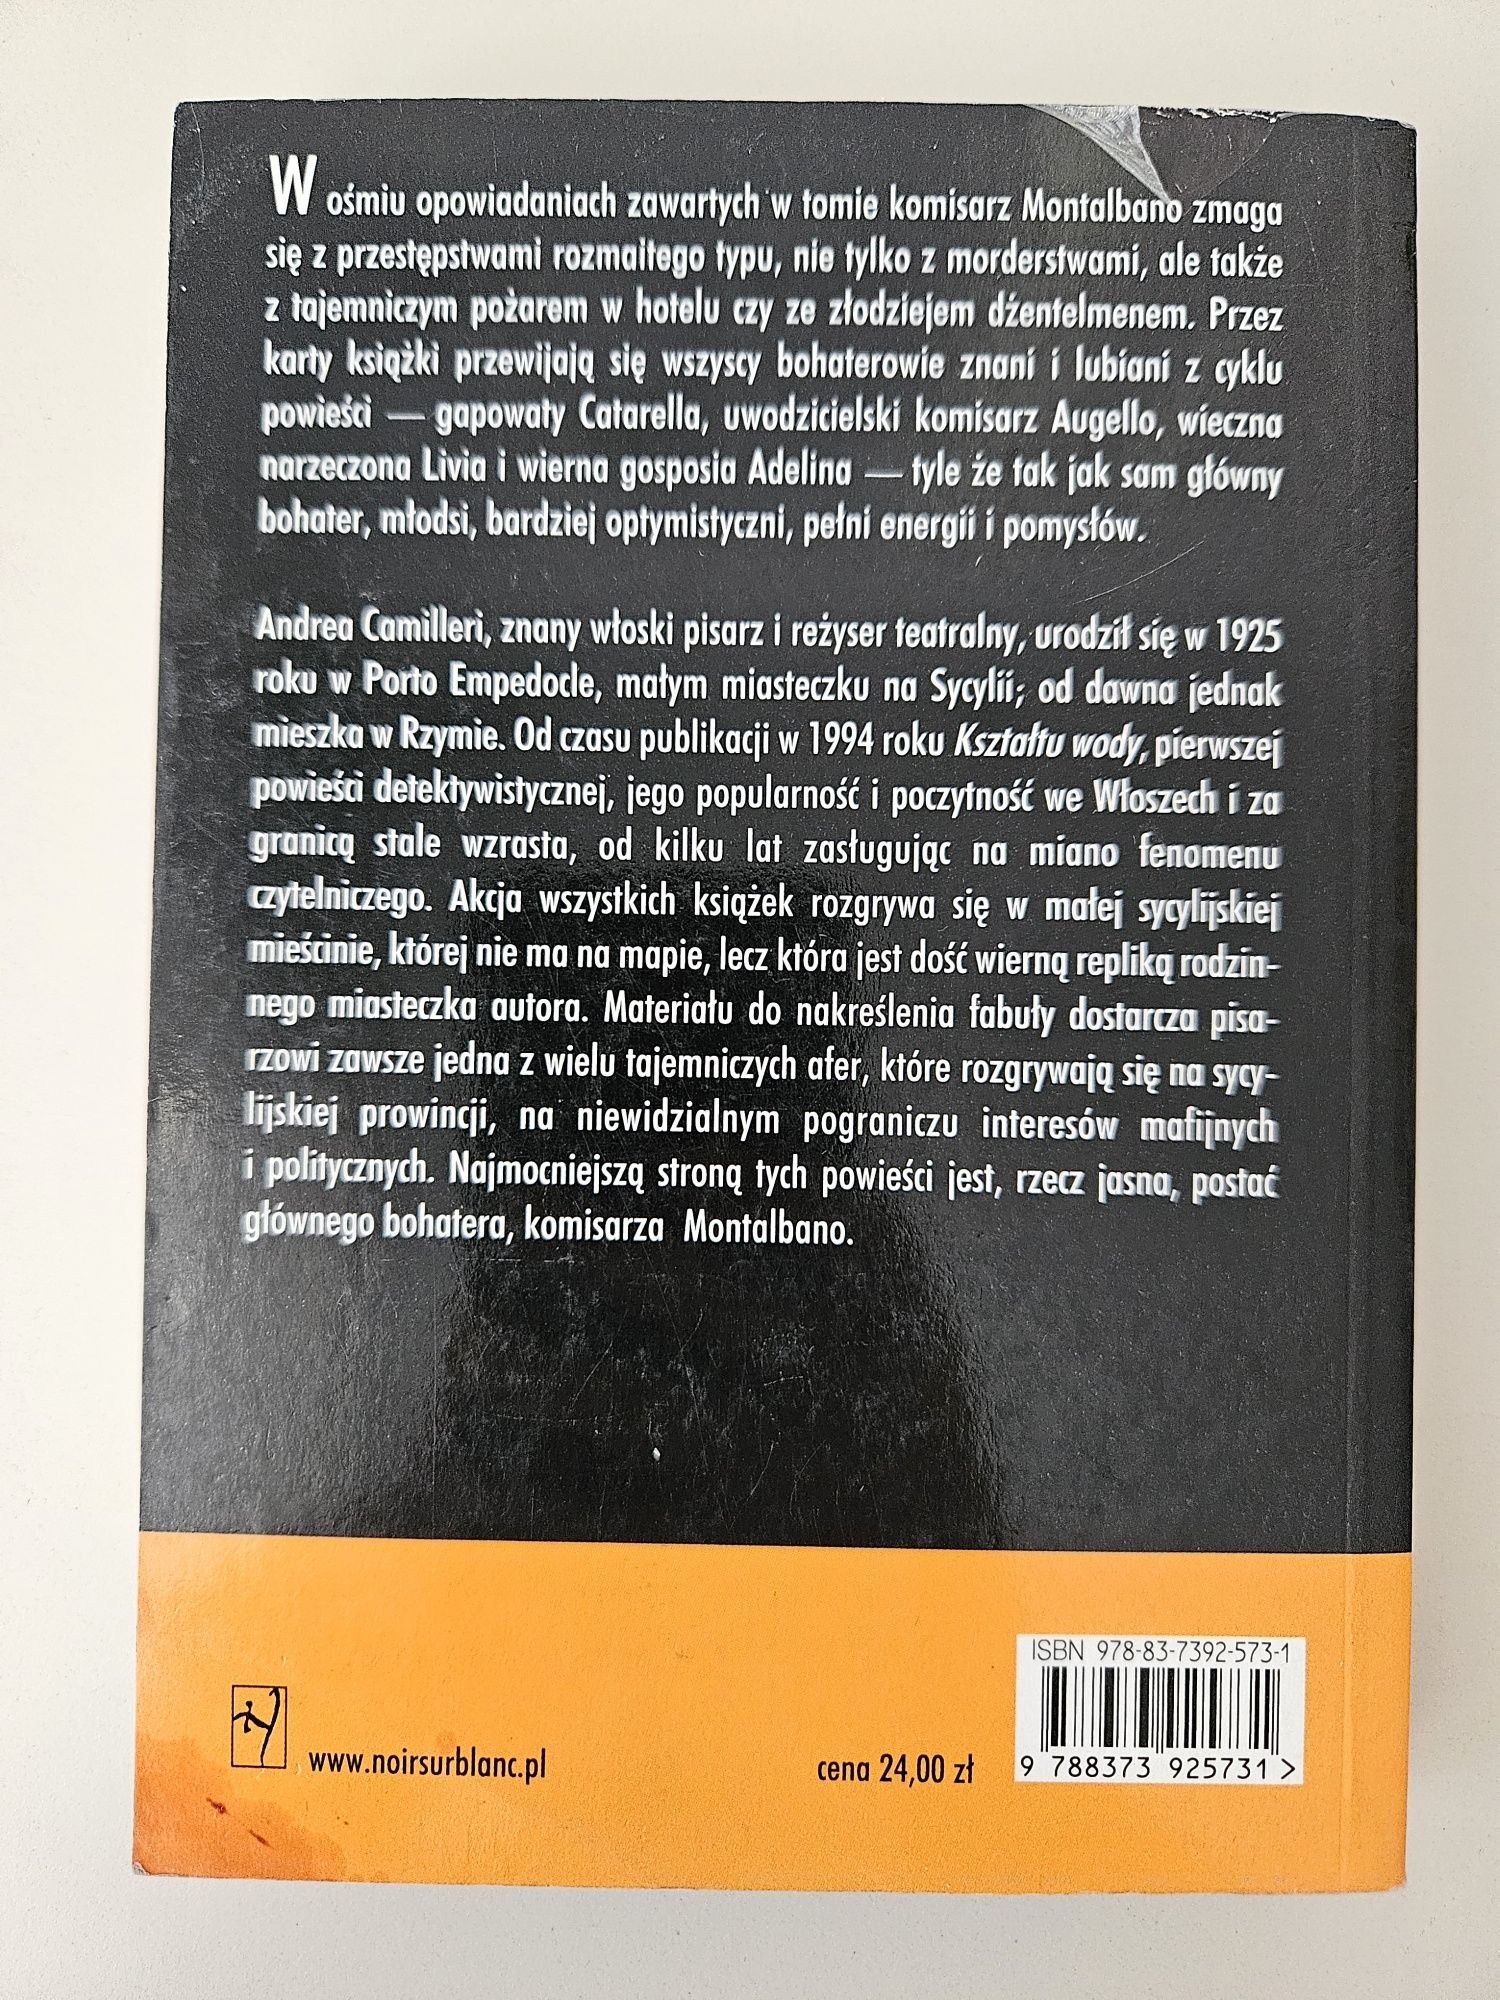 W ośmiu opowiadaniach zawartych w tomie komisarz Montalbano zmaga
się z przestępstwami rozmaitego typu, nie tylko z morderstwami, ale także
z tajemniczym pożarem w hotelu czy ze złodziejem dżentelmenem. Przez
karty książki przewijają się wszyscy bohaterowie znani i lubiani z cyklu
powieści — gapowaty Catarella, uwodzicielski komisarz Augello, wieczna
narzeczona Livia i wierna gosposia Adelina — tyle że tak jak sam główny
bohater, młodsi, bardziej optymistyczni, pełni energii i pomysłów.
Andrea Camilleri, znany włoski pisarz i reżyser teatralny, urodził się w 1925
roku w Porto Empedocle, małym miasteczku na Sycylii; od dawna jednak
mieszka w Rzymie. Od czasu publikacji w 1994 roku Kształtu wody, pierwszej
powieści detektywistycznej, jego popularność i poczytność we Włoszech i za
granicą stale wzrasta, od kilku lat zasługując na miano fenomenu
czytelniczego. Akcja wszystkich książek rozgrywa się w małej sycylijskiej
mieścinie, której nie ma na mapie, lecz która jest dość wierną repliką rodzin-
nego miasteczka autora. Materiału do nakreślenia fabuły dostarcza pisa-
rzowi zawsze jedna z wielu tajemniczych afer, które rozgrywają się na sycy-
lijskiej prowincji, na niewidzialnym pograniczu interesów mafijnych
i politycznych. Najmocniejszą stroną tych powieści jest, rzecz jasna, postać
głównego bohatera, komisarza Montalbano.
ISBN 978-83-7392-573-1
www.noirsurblanc.pl
cena 24,00 zł
9 788373 925731 >